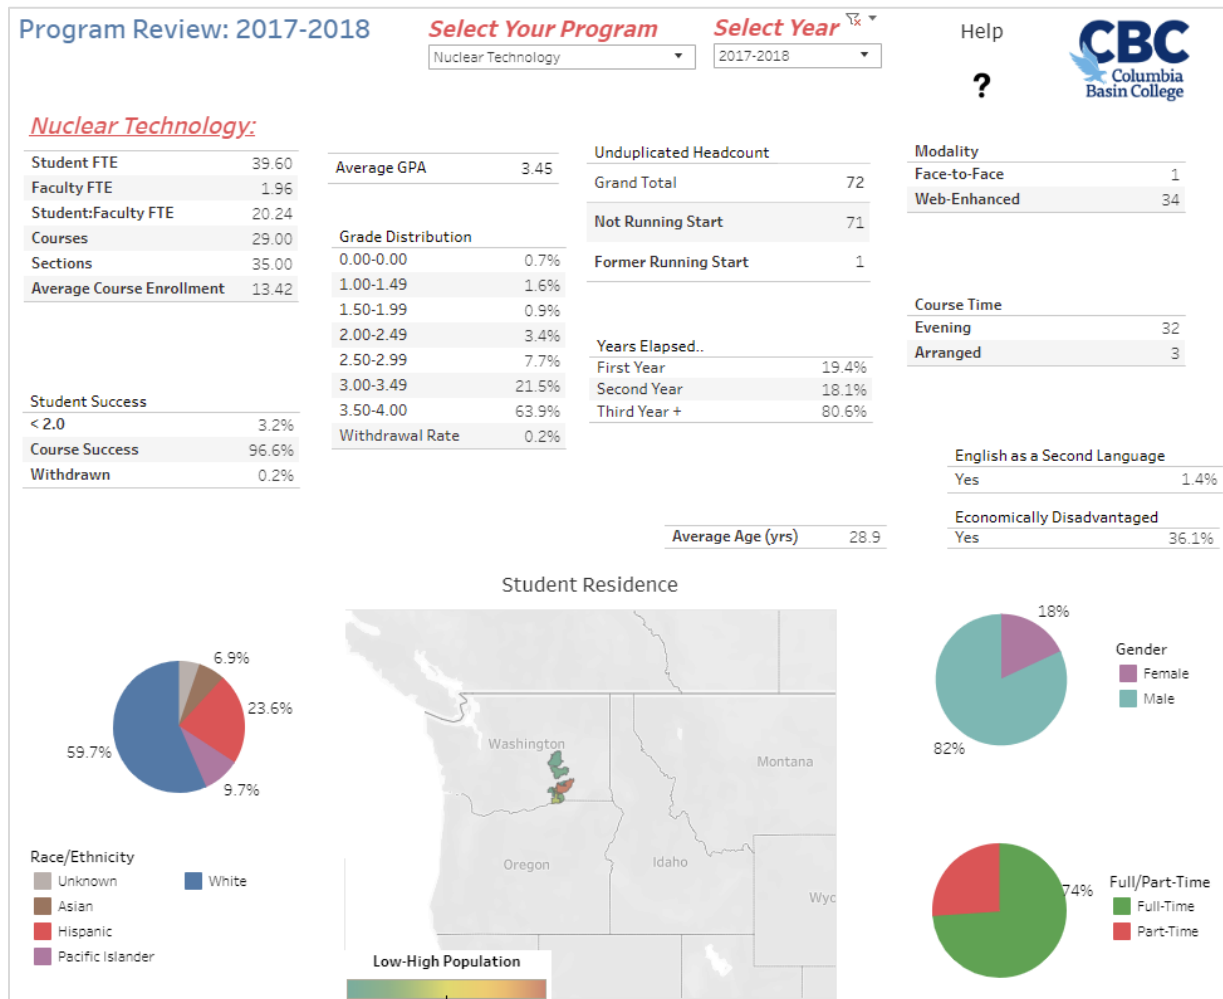 Program Review: 2017-2018
Select Your Program
Select Year
Help
Nuclear Technology
2017-2018
?
CBC
Columbia
Basin College
Nuclear Technology:
Student FTE 39.60
Faculty FTE 1.96
Student:Faculty FTE 20.24
Courses 29.00
Sections 35.00
Average Course Enrollment 13.42
Student Success
< 2.0 3.2%
Course Success 96.6%
Withdrawn 0.2%
Average GPA 3.45
Grade Distribution
0.00-0.00 0.7%
1.00-1.49 1.6%
1.50-1.99 0.9%
2.00-2.49 3.4%
2.50-2.99 7.7%
3.00-3.49 21.5%
3.50-4.00 63.9%
Withdrawal Rate 0.2%
Unduplicated Headcount
Grand Total 72
Not Running Start 71
Former Running Start 1
Years Elapsed..
First Year 19.4%
Second Year 18.1%
Third Year + 80.6%
Modality
Face-to-Face 1
Web-Enhanced 34
Course Time
Evening 32
Arranged 3
English as a Second Language
Yes 1.4%
Economically Disadvantaged
Yes 36.1%
Average Age (yrs) 28.9
Student Residence
6.9%
23.6%
59.7%
9.7%
Race/Ethnicity
Unknown
White
Asian
Hispanic
Pacific Islander
Washington
Montana
Oregon
Idaho
Wyo
Low-High Population
18%
82%
Gender
Female
Male
74%
Full/Part-Time
Full-Time
Part-Time